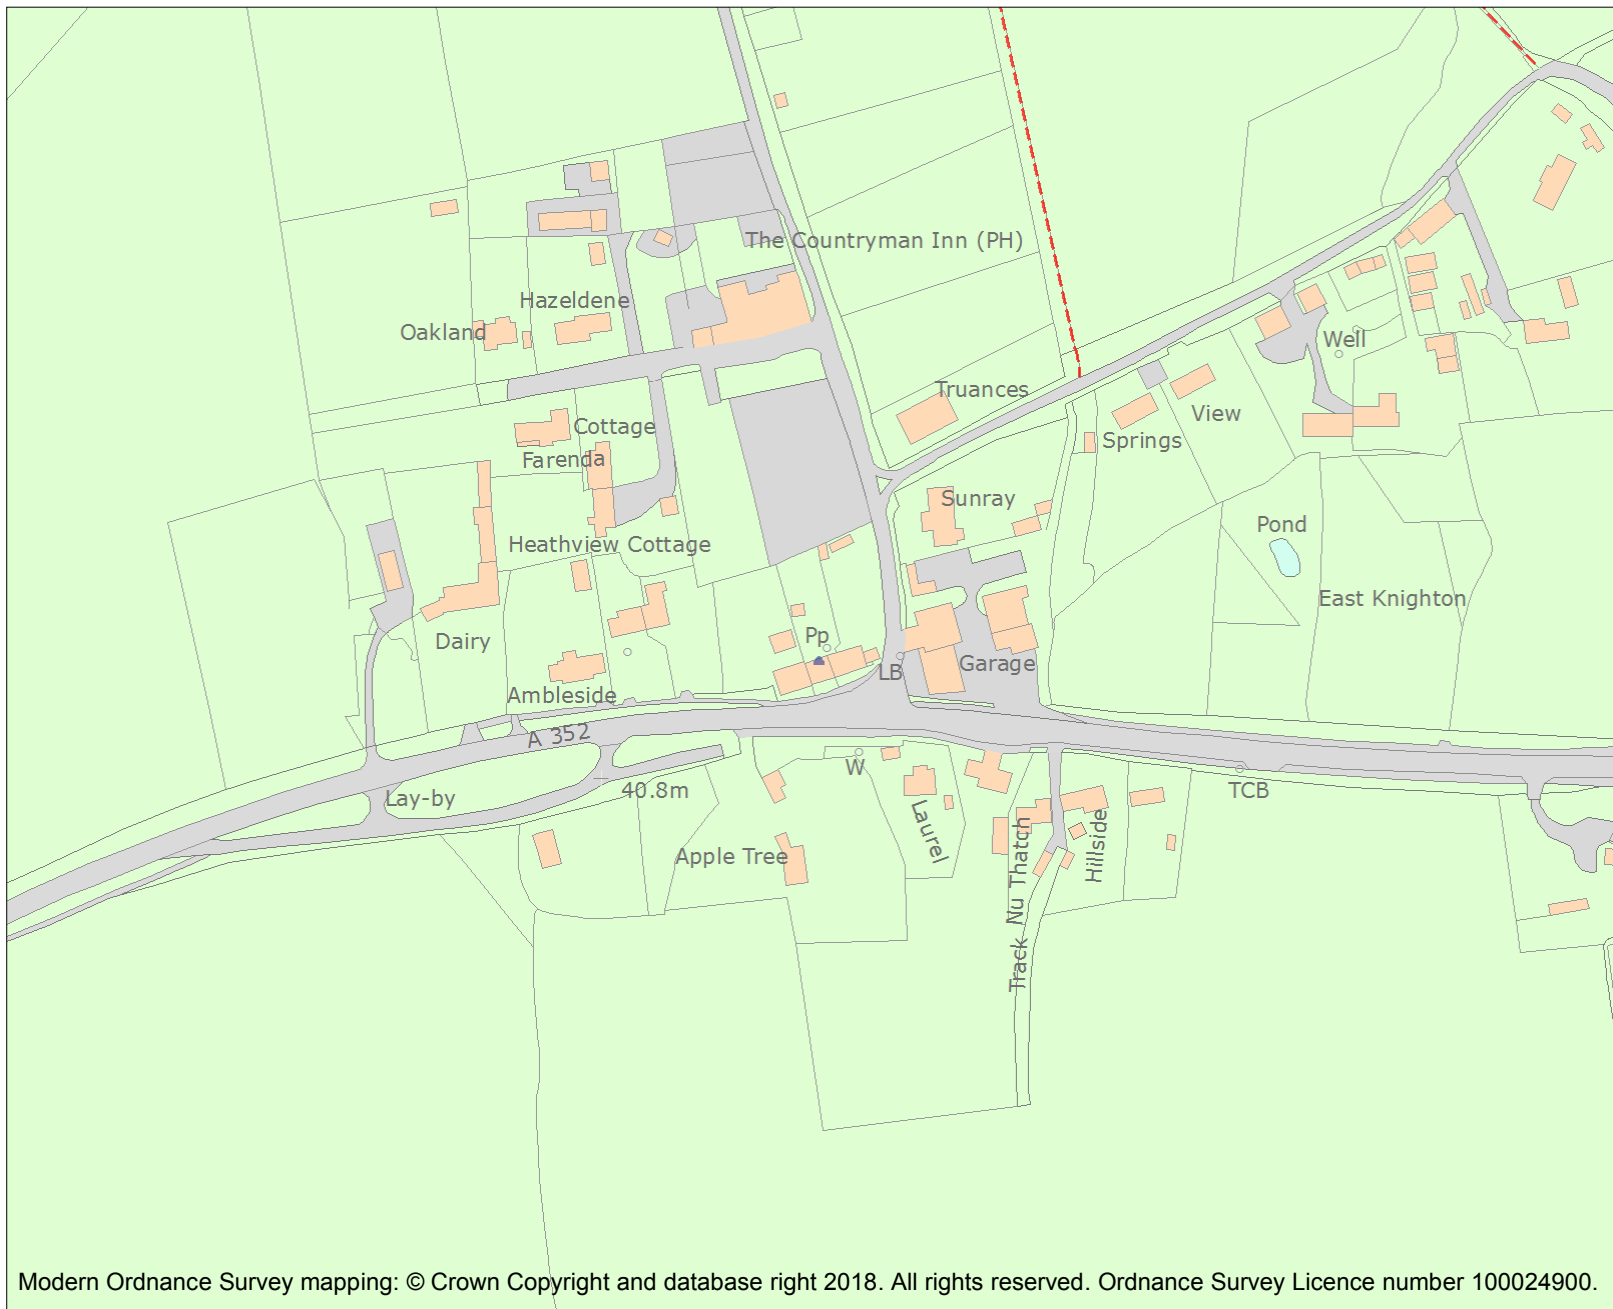 The Countryman Inn (PH)
Hazeldene
Oakland
Well
Truances
View
Cottage
Springs
Farenda
Sunray
Pond
Heathview Cottage
East Knighton
Pp
Dairy
Garage
LB
Ambleside
A 352
W
40.8m
TCB
Lay-by
Laurel
Apple Tree
Hillside
Nu Thatch
Track
Modern Ordnance Survey mapping: © Crown Copyright and database right 2018. All rights reserved. Ordnance Survey Licence number 100024900.